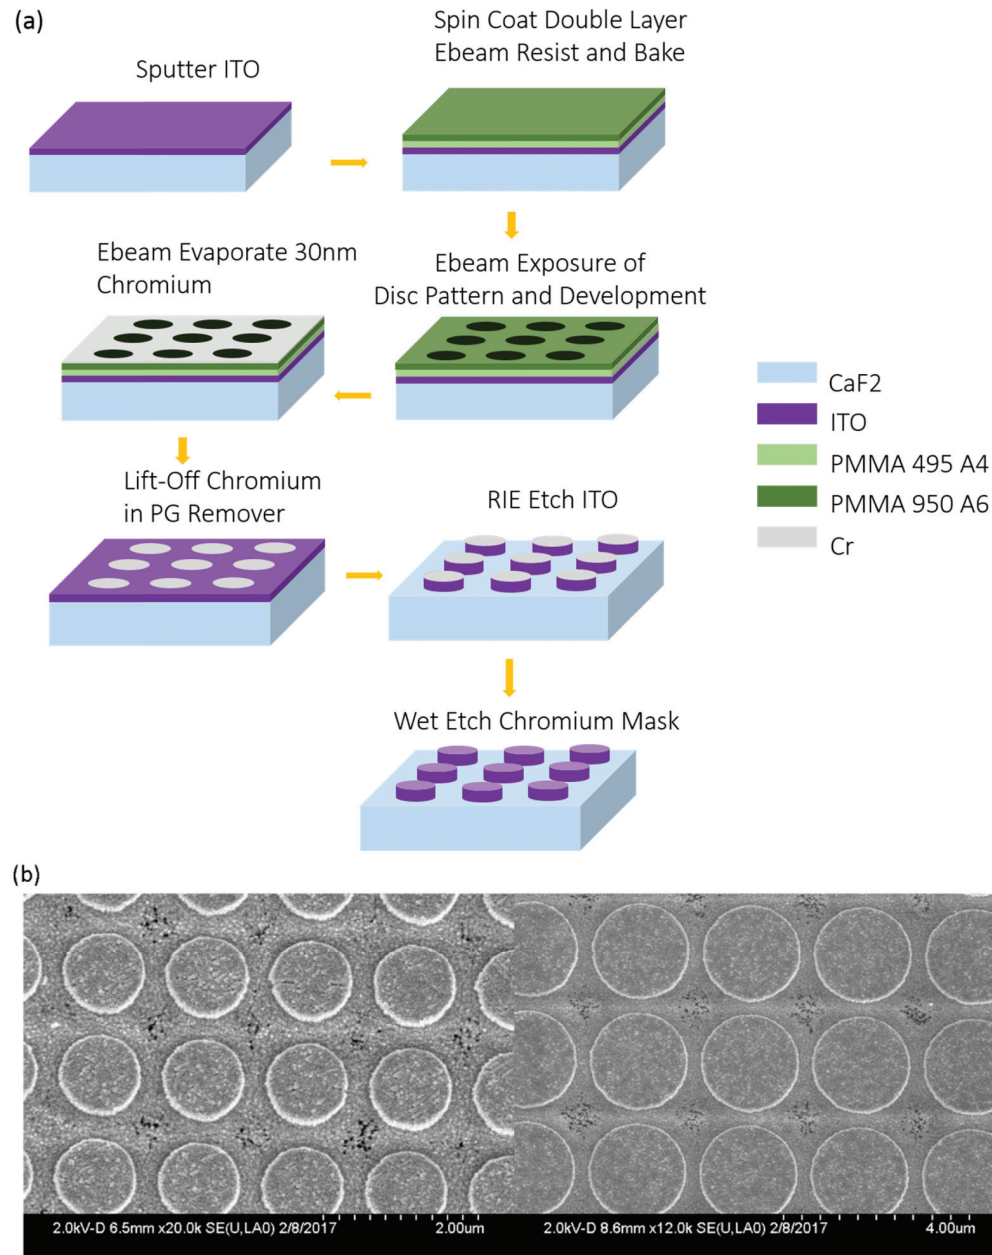 (a)
Spin Coat Double Layer
Ebeam Resist and Bake
Sputter ITO
Ebeam Evaporate 30nm
Chromium
Ebeam Exposure of
Disc Pattern and Development
CaF2
ITO
PMMA 495 A4
PMMA 950 A6
Cr
Lift-Off Chromium
in PG Remover
RIE Etch ITO
Wet Etch Chromium Mask
(b)
2.0kV-D 6.5mm x20.0k SE(U,LA0) 2/8/2017 2.00um
2.0kV-D 8.6mm x12.0k SE(U,LA0) 2/8/2017 4.00um